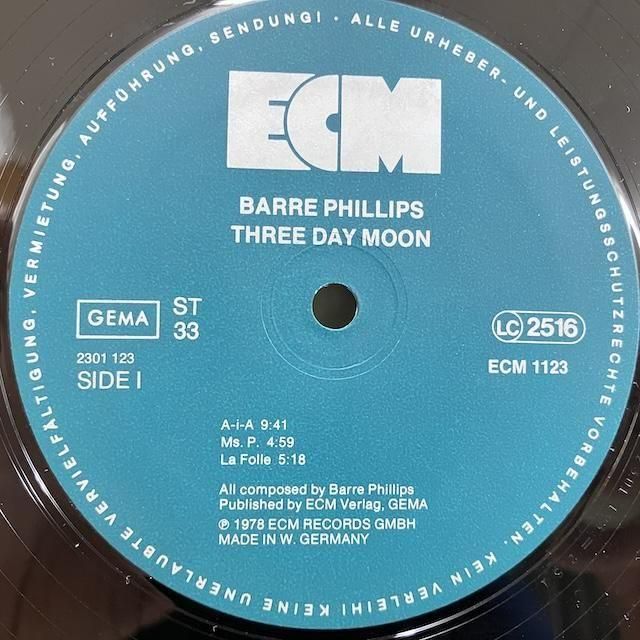 ALLE URHEBER- UND LEISTUNGSSCHUTZRECHTE VORBEHALTEN. KEIN VERLEIH! KEINE UNERLAUBTE VERVIELFÄLTIGUNG, VERMIETUNG, AUFFÜHRUNG, SENDUNG! ·
ECM
BARRE PHILLIPS
THREE DAY MOON
GEMA
ST
33
LC 2516
2301 123
SIDE I
ECM 1123
A-i-A 9:41
Ms. P. 4:59
La Folle 5:18
All composed by Barre Phillips
Published by ECM Verlag, GEMA
℗ 1978 ECM RECORDS GMBH
MADE IN W. GERMANY